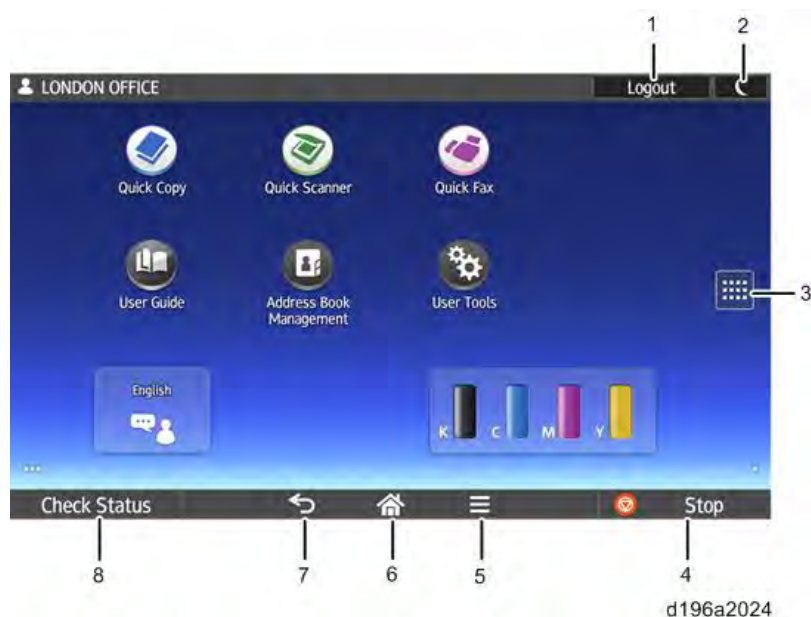 1 2
LONDON OFFICE Logout
Quick Copy Quick Scanner Quick Fax
3
User Guide Address Book User Tools
Management
English
K C M Y
Check Status Stop
8 7 6 5 4
d196a2024